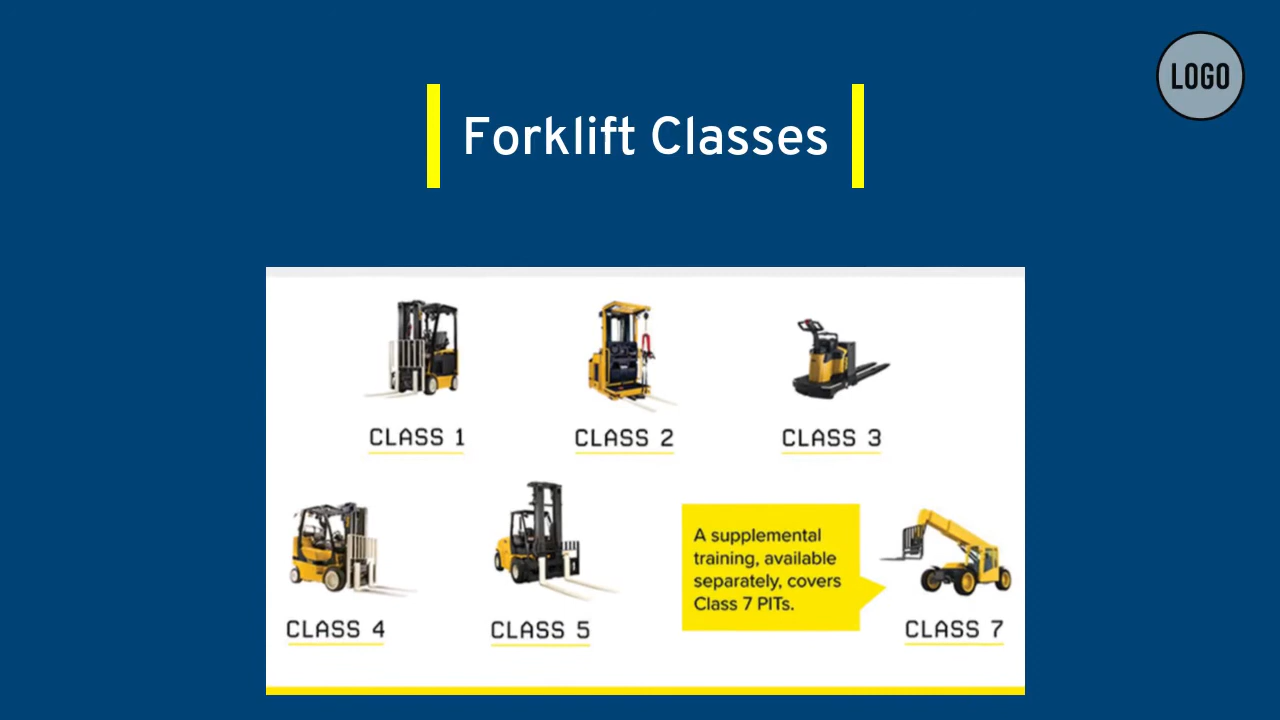 LOGO
Forklift Classes
CLASS 1
CLASS 2
CLASS 3
A supplemental
training, available
separately, covers
Class 7 PITs.
CLASS 4
CLASS 5
CLASS 7